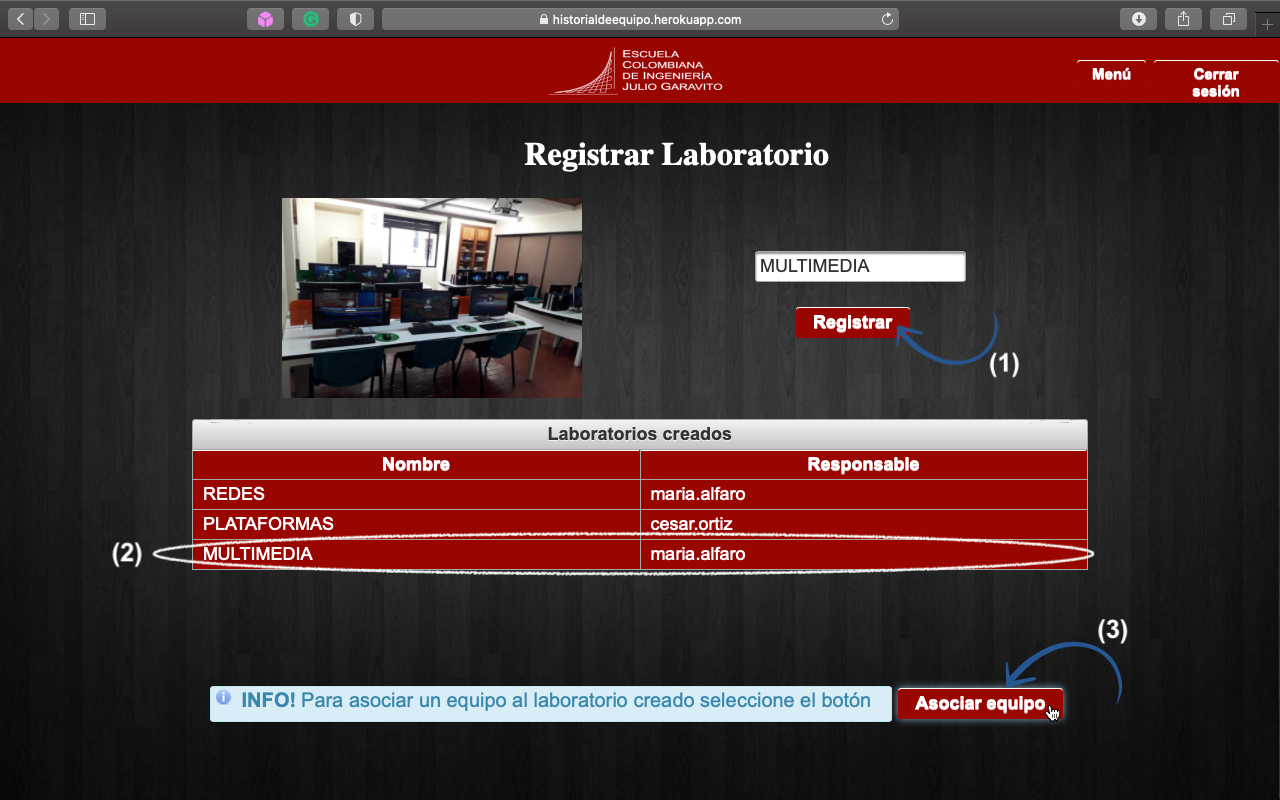 historialdeequipo.herokuapp.com
ESCUELA
COLOMBIANA
DE INGENIERÍA
JULIO GARAVITO
Menú
Cerrar
sesión
Registrar Laboratorio
MULTIMEDIA
Registrar
(1)
Laboratorios creados
Nombre Responsable
REDES maria.alfaro
PLATAFORMAS cesar.ortiz
(2) MULTIMEDIA maria.alfaro
(3)
INFO! Para asociar un equipo al laboratorio creado seleccione el botón
Asociar equipo